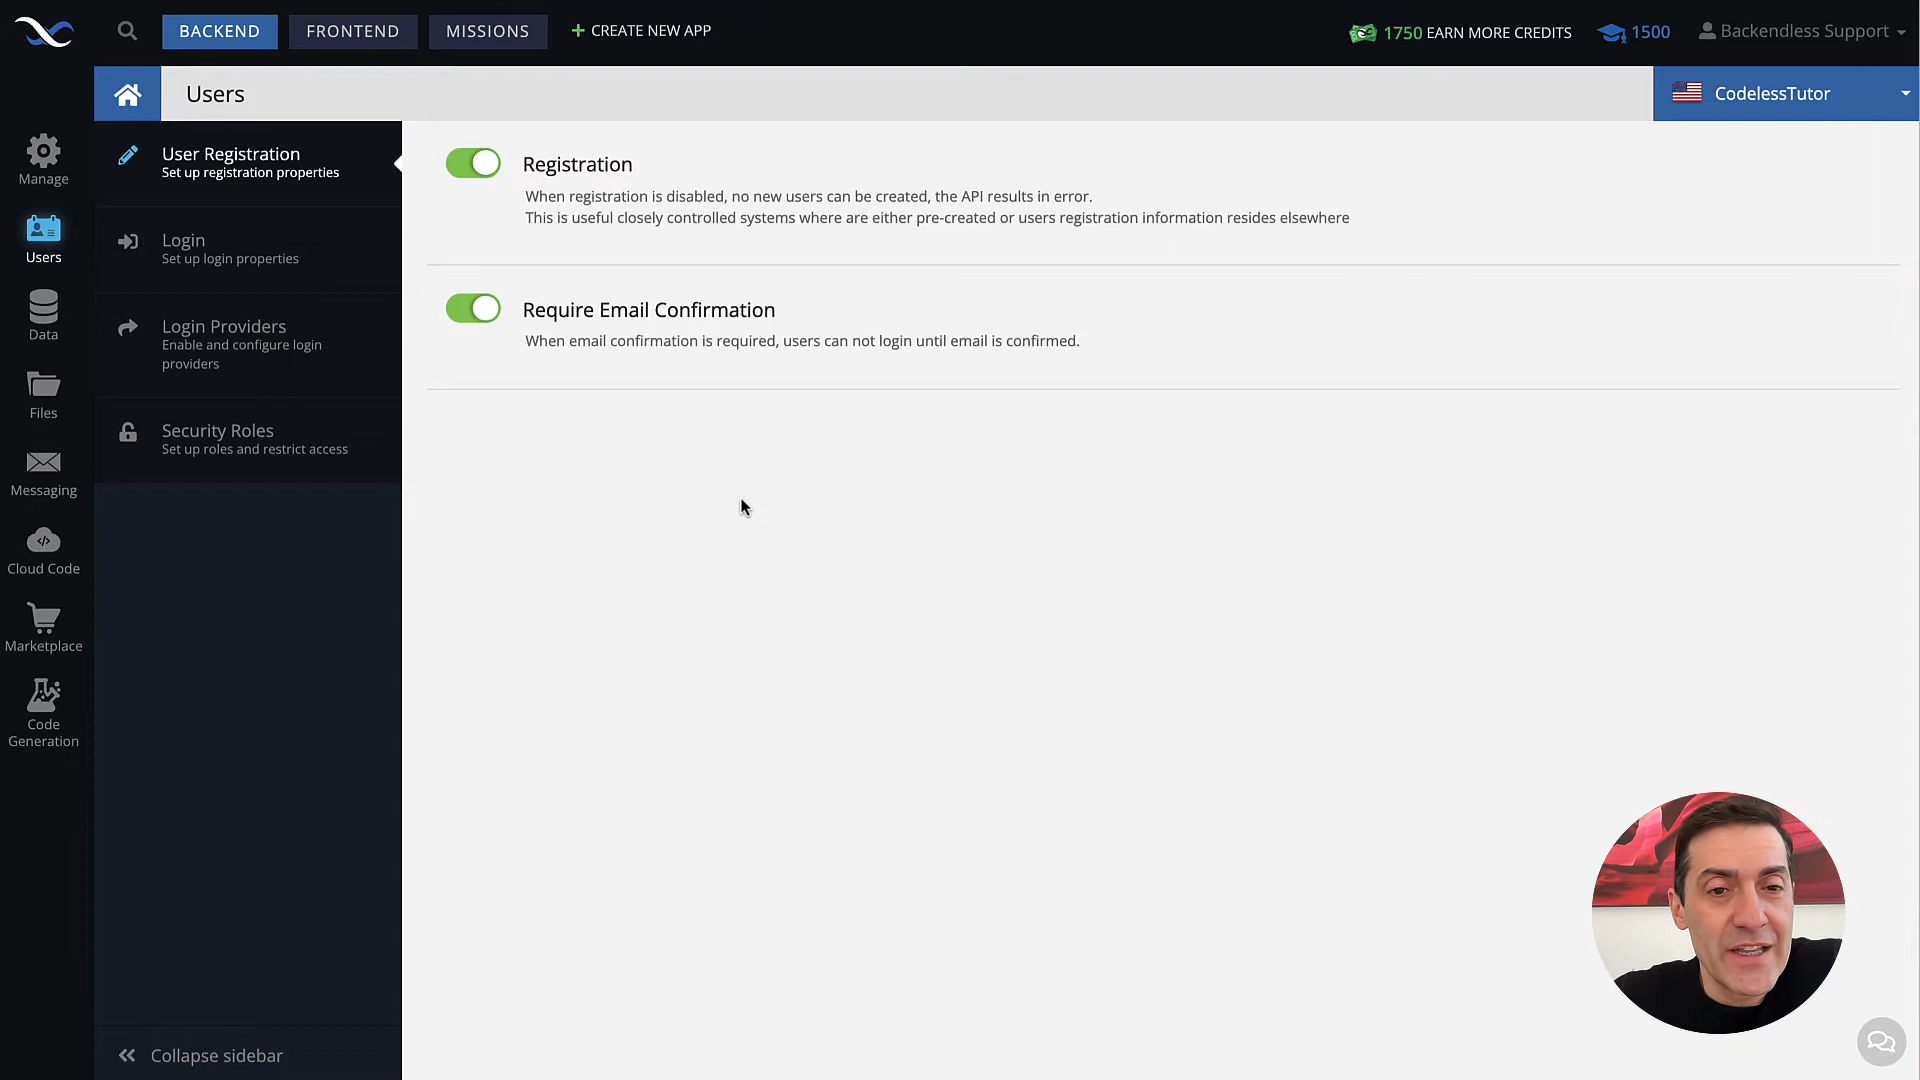 BACKEND
FRONTEND
MISSIONS
+ CREATE NEW APP
1750 EARN MORE CREDITS
1500
Backendless Support
Users
CodelessTutor
Manage
Users
Data
Files
Messaging
Cloud Code
Marketplace
Code
Generation
User Registration
Set up registration properties
Login
Set up login properties
Login Providers
Enable and configure login
providers
Security Roles
Set up roles and restrict access
Collapse sidebar
Registration
When registration is disabled, no new users can be created, the API results in error.
This is useful closely controlled systems where are either pre-created or users registration information resides elsewhere
Require Email Confirmation
When email confirmation is required, users can not login until email is confirmed.